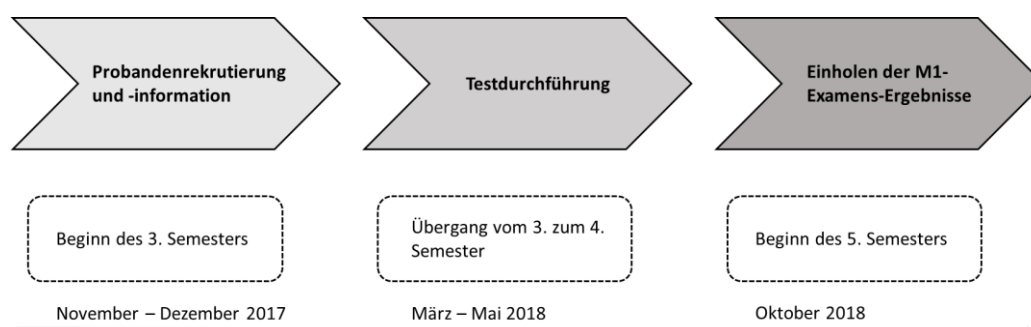 Probandenrekrutierung
und -information
Testdurchführung
Einholen der M1-
Examens-Ergebnisse
Beginn des 3. Semesters
Übergang vom 3. zum 4.
Semester
Beginn des 5. Semesters
November – Dezember 2017
März – Mai 2018
Oktober 2018